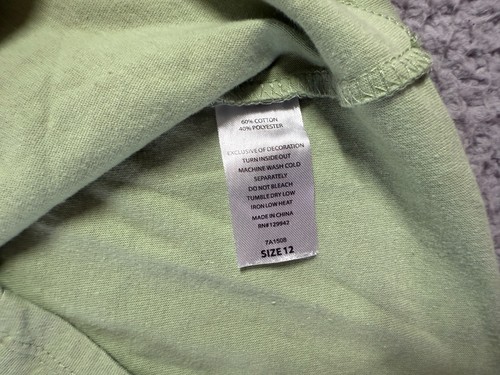 60% COTTON
40% POLYESTER
EXCLUSIVE OF DECORATION
TURN INSIDE OUT
MACHINE WASH COLD
SEPARATELY
DO NOT BLEACH
TUMBLE DRY LOW
IRON LOW HEAT
MADE IN CHINA
RN#129942
7A1508
SIZE 12